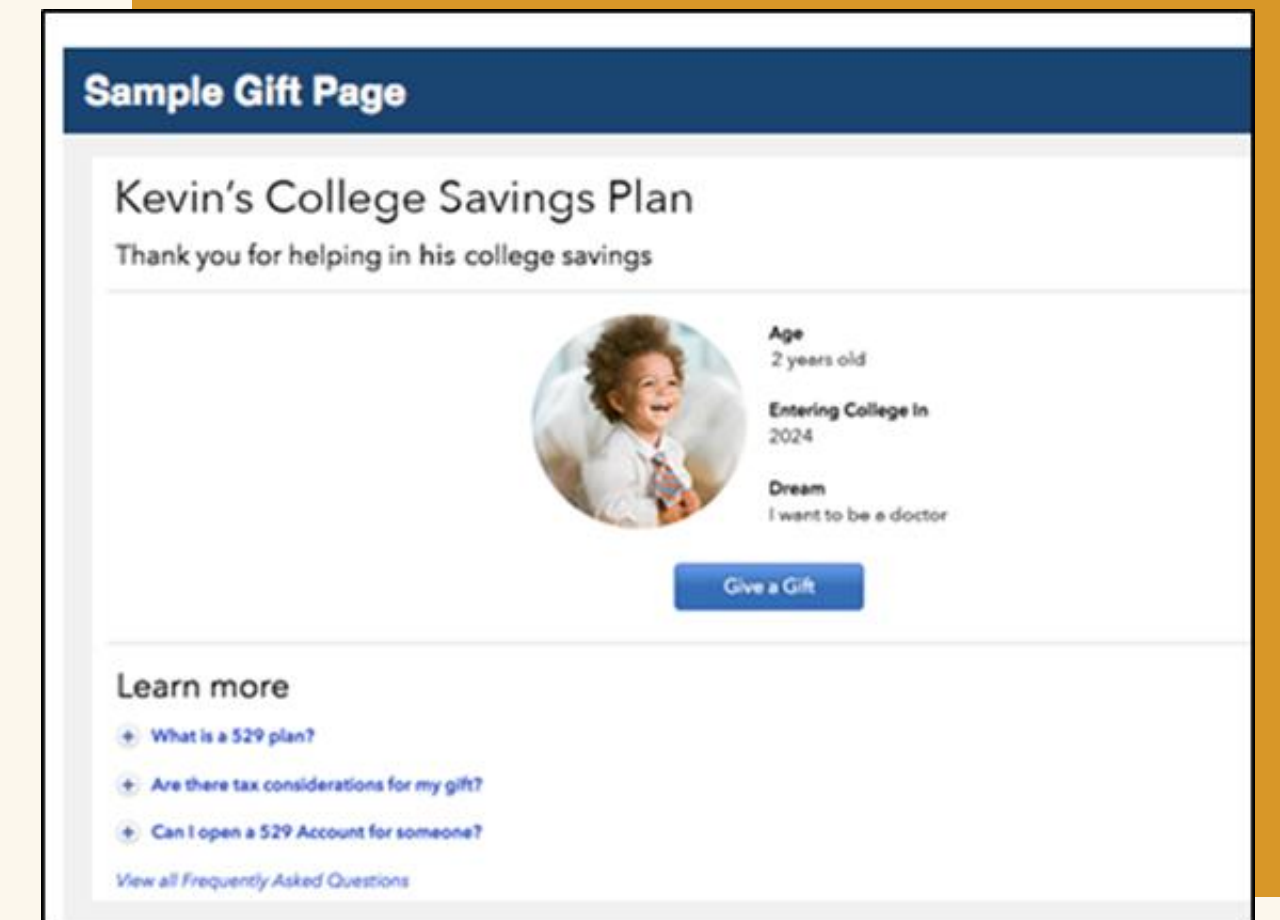 Sample Gift Page
Kevin's College Savings Plan
Thank you for helping in his college savings
Age
2 years old
Entering College In
2024
Dream
I want to be a doctor
Give a Gift
Learn more
+ What is a 529 plan?
+ Are there tax considerations for my gift?
+ Can I open a 529 Account for someone?
View all Frequently Asked Questions